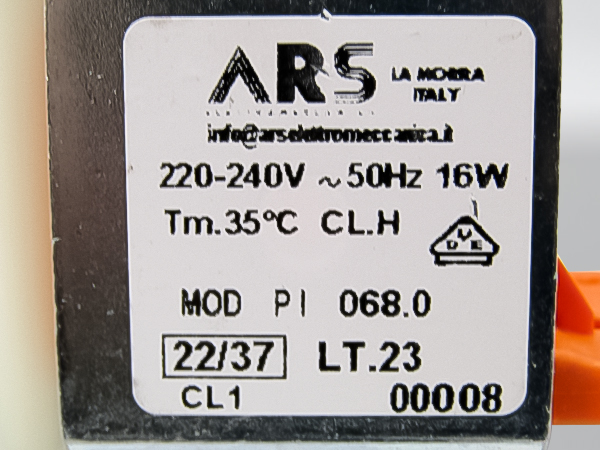 ARS
LA MORRA
ITALY
info@arselettromeccanica.it
220-240V ~50Hz 16W
Tm.35°C CL.H
VDE
MOD PI 068.0
22/37 LT.23
CL1 00008